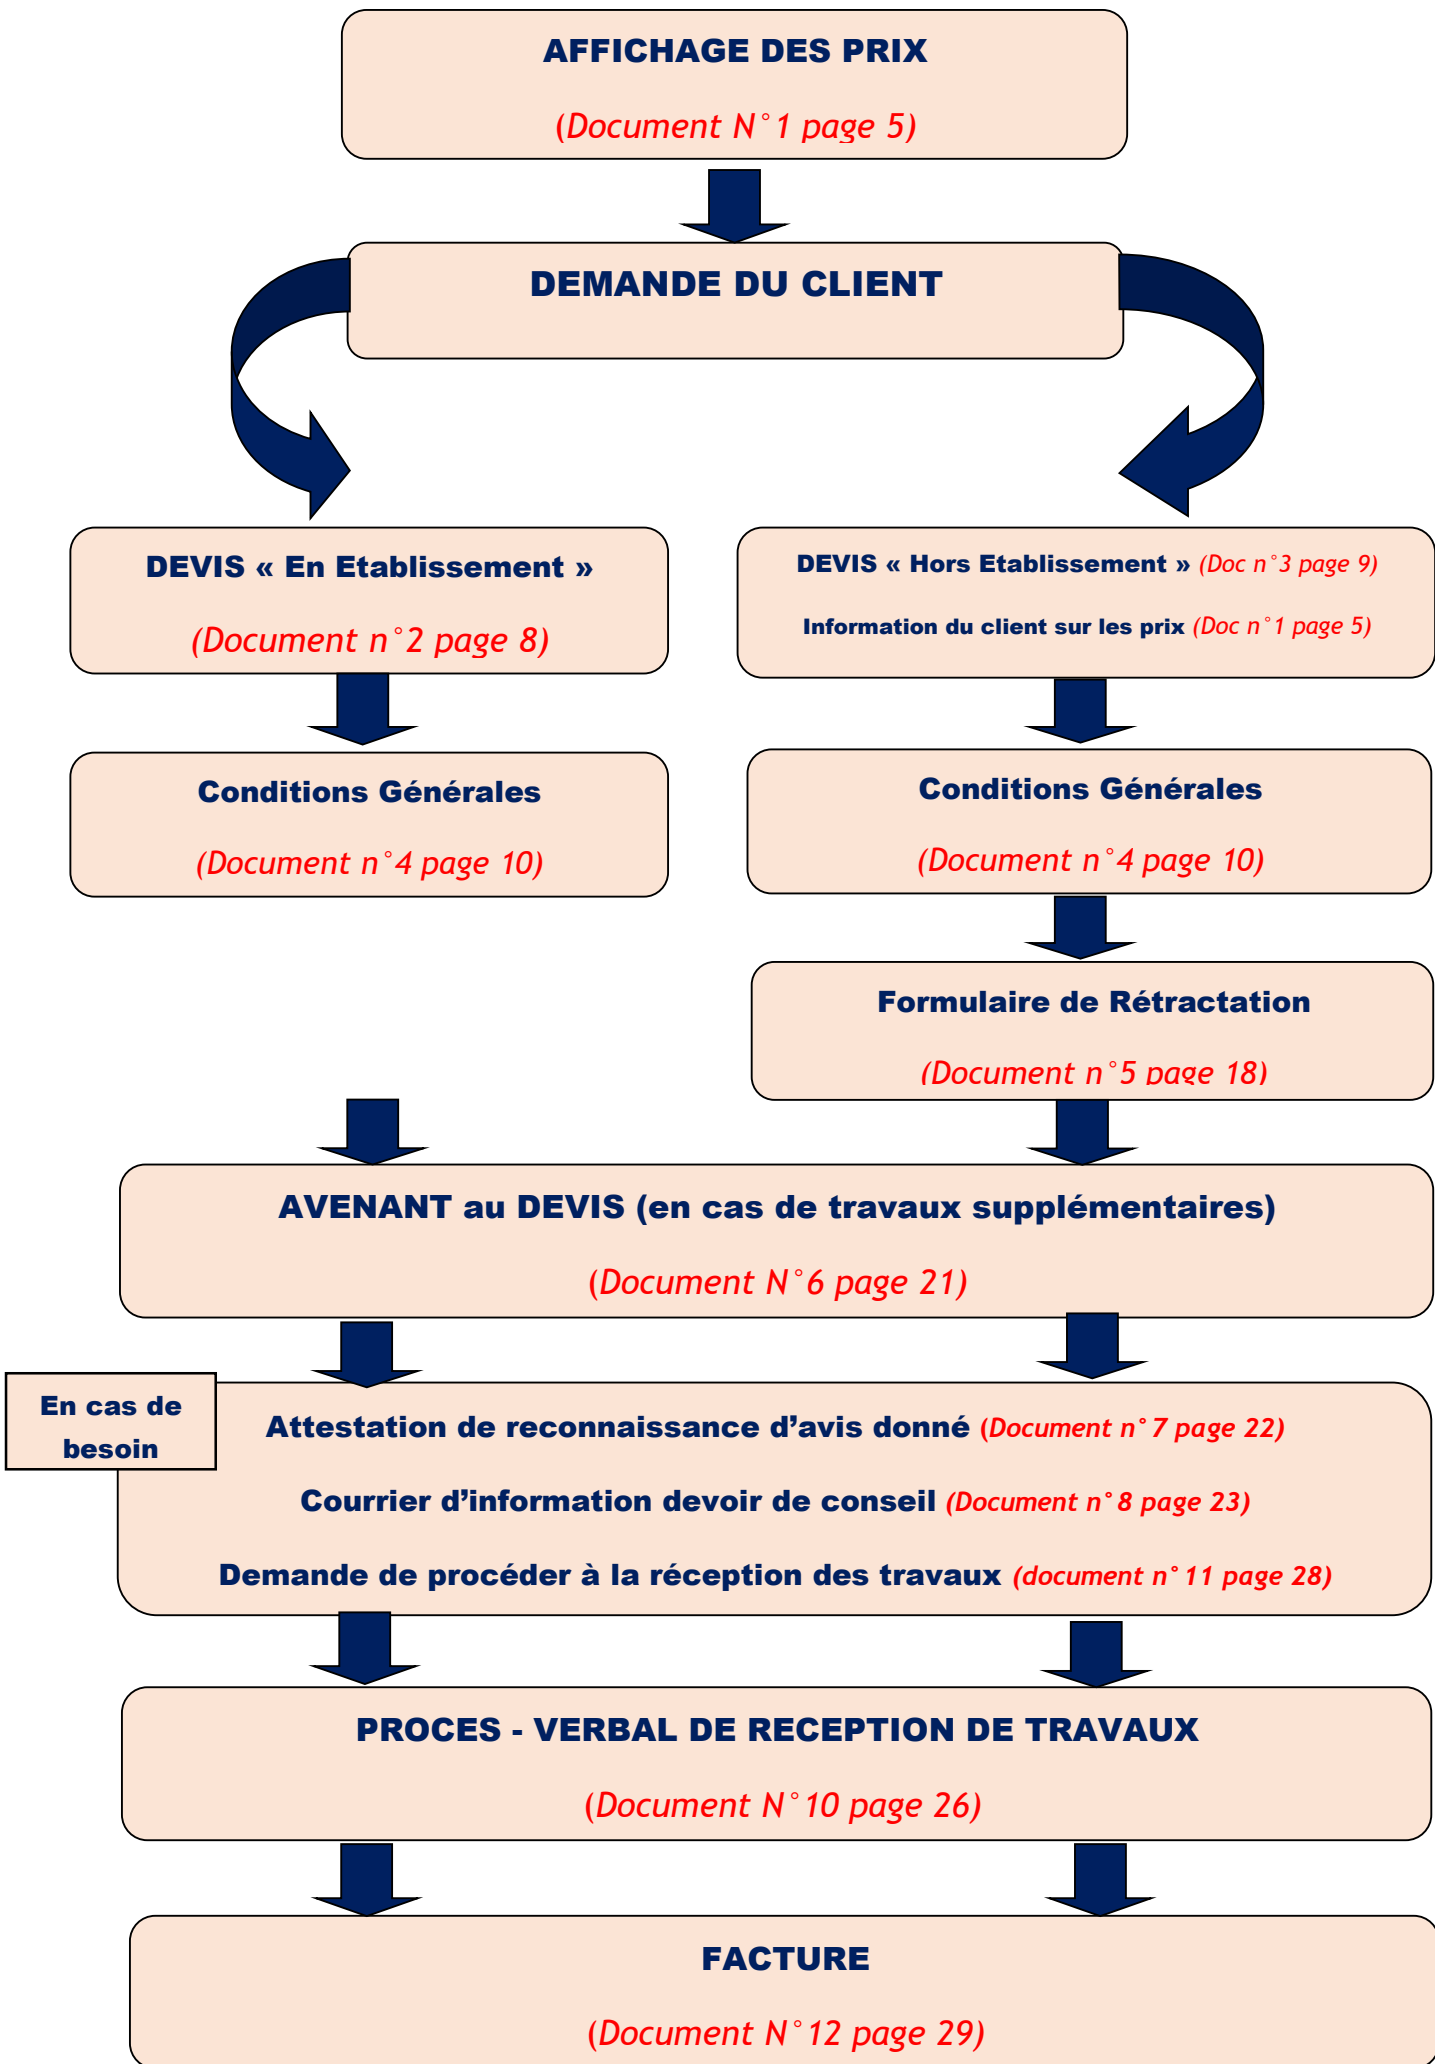 AFFICHAGE DES PRIX
(Document N°1 page 5)
DEMANDE DU CLIENT
DEVIS « En Etablissement »
(Document n°2 page 8)
DEVIS « Hors Etablissement » (Doc n°3 page 9)
Information du client sur les prix (Doc n°1 page 5)
Conditions Générales
(Document n°4 page 10)
Conditions Générales
(Document n°4 page 10)
Formulaire de Rétractation
(Document n°5 page 18)
AVENANT au DEVIS (en cas de travaux supplémentaires)
(Document N°6 page 21)
En cas de
besoin
Attestation de reconnaissance d’avis donné (Document n°7 page 22)
Courrier d’information devoir de conseil (Document n°8 page 23)
Demande de procéder à la réception des travaux (document n°11 page 28)
PROCES - VERBAL DE RECEPTION DE TRAVAUX
(Document N°10 page 26)
FACTURE
(Document N°12 page 29)